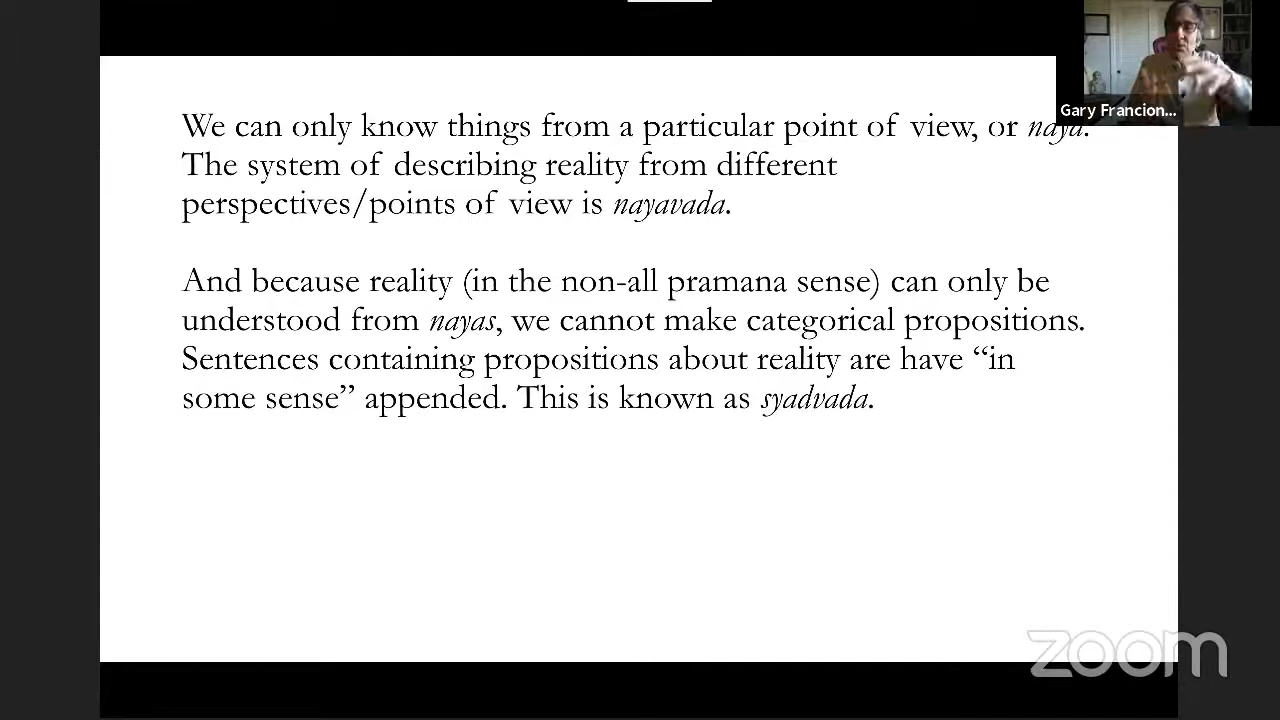 We can only know things from a particular point of view, or naya.
The system of describing reality from different
perspectives/points of view is nayavada.
And because reality (in the non-all pramana sense) can only be
understood from nayas, we cannot make categorical propositions.
Sentences containing propositions about reality are have “in
some sense” appended. This is known as syadvada.
Gary Francion...
zoom